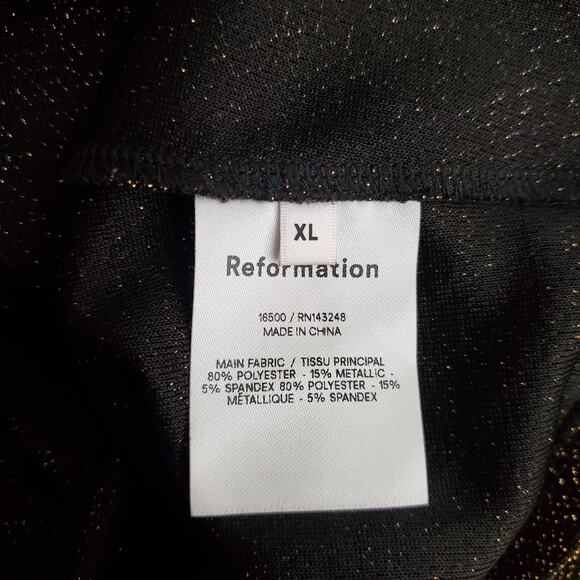 XL
Reformation
16500 / RN143248
MADE IN CHINA
MAIN FABRIC / TISSU PRINCIPAL
80% POLYESTER - 15% METALLIC -
5% SPANDEX 80% POLYESTER - 15%
MÉTALLIQUE - 5% SPANDEX